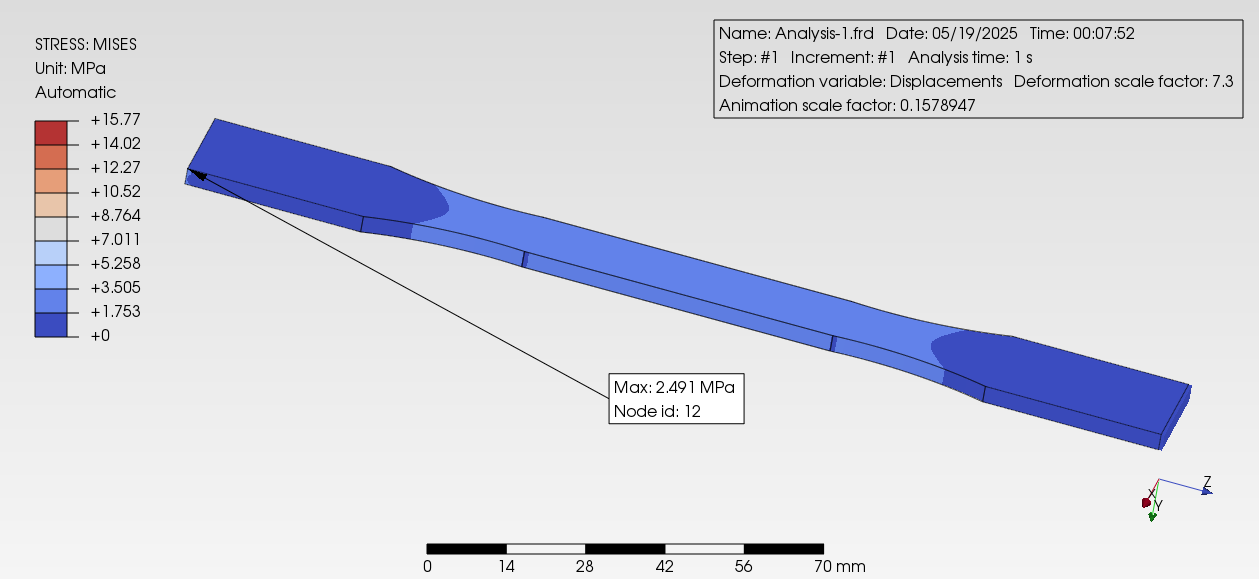 STRESS: MISES
Unit: MPa
Automatic
+15.77
+14.02
+12.27
+10.52
+8.764
+7.011
+5.258
+3.505
+1.753
+0
Name: Analysis-1.frd   Date: 05/19/2025   Time: 00:07:52
Step: #1   Increment: #1   Analysis time: 1 s
Deformation variable: Displacements   Deformation scale factor: 7.3
Animation scale factor: 0.1578947
Max: 2.491 MPa
Node id: 12
X
Y
Z
0 14 28 42 56 70 mm